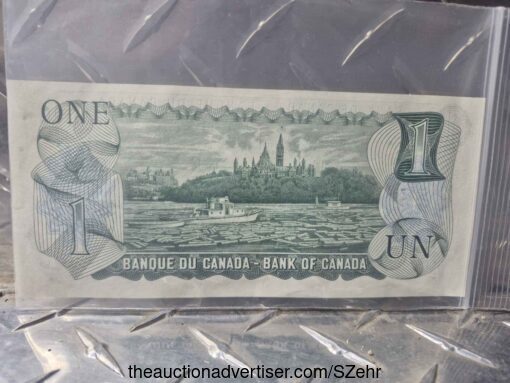 ONE
1
1
UN
BANQUE DU CANADA - BANK OF CANADA
theauctionadvertiser.com/SZehr